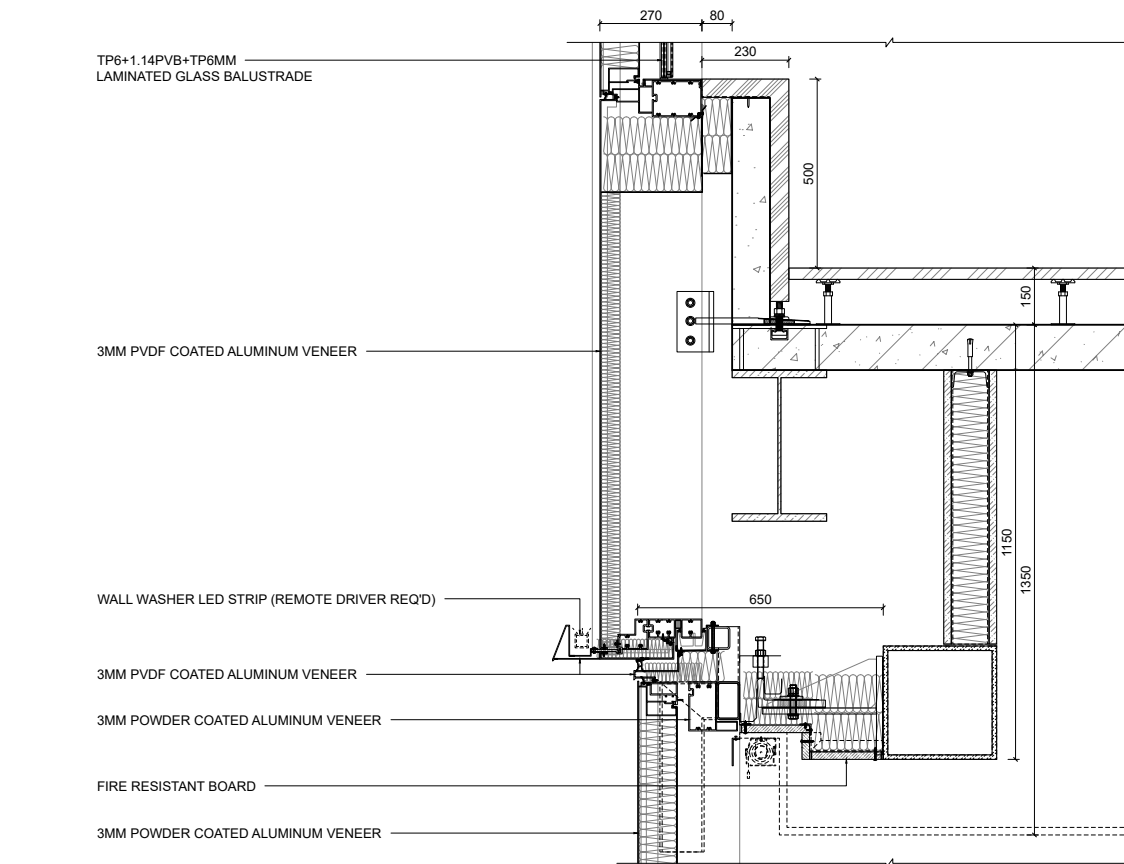 270
80
230
TP6+1.14PVB+TP6MM
LAMINATED GLASS BALUSTRADE
500
150
3MM PVDF COATED ALUMINUM VENEER
1150
1350
WALL WASHER LED STRIP (REMOTE DRIVER REQ'D)
650
3MM PVDF COATED ALUMINUM VENEER
3MM POWDER COATED ALUMINUM VENEER
FIRE RESISTANT BOARD
3MM POWDER COATED ALUMINUM VENEER